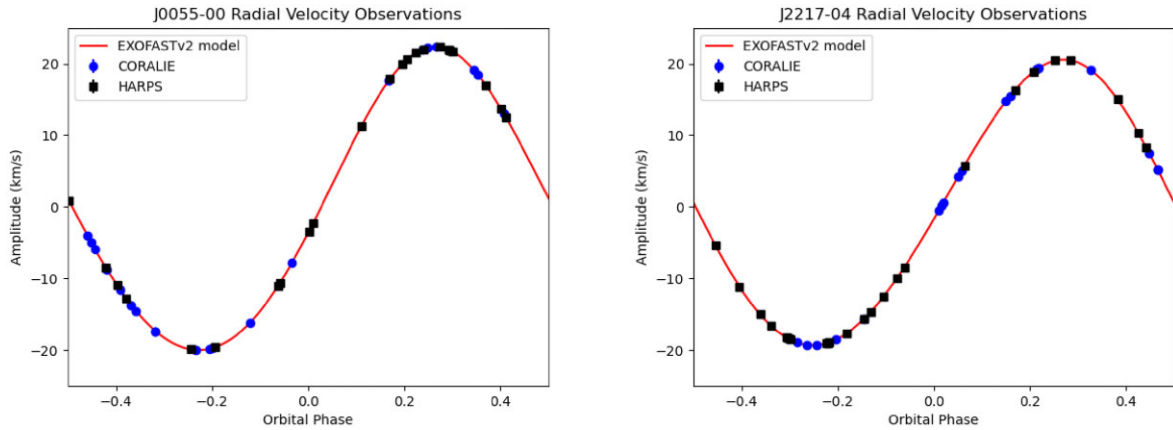 J0055-00 Radial Velocity Observations
EXOFASTv2 model
CORALIE
HARPS
20
10
0
−10
−20
Amplitude (km/s)
−0.4 −0.2 0.0 0.2 0.4
Orbital Phase
J2217-04 Radial Velocity Observations
EXOFASTv2 model
CORALIE
HARPS
20
10
0
−10
−20
Amplitude (km/s)
−0.4 −0.2 0.0 0.2 0.4
Orbital Phase